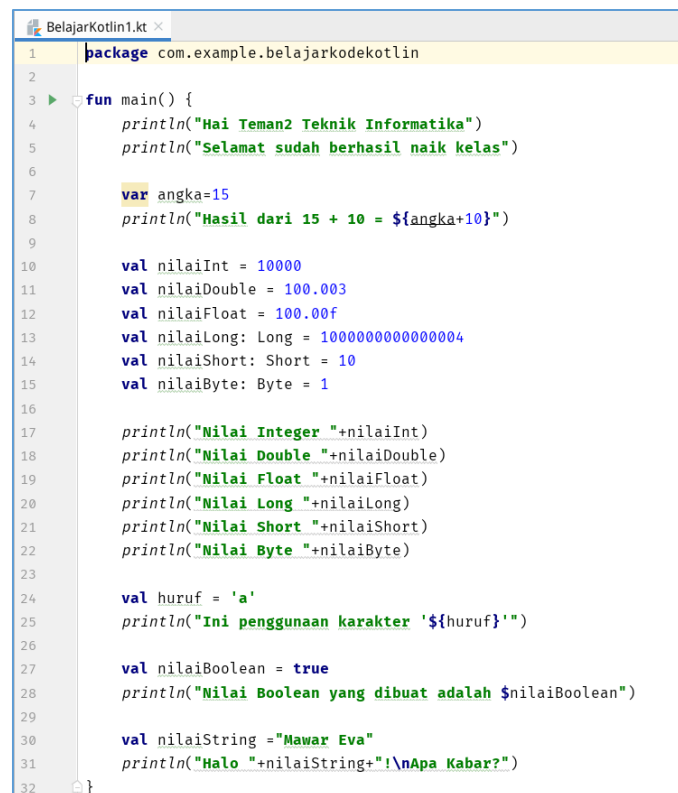 BelajarKotlin1.kt
1 package com.example.belajarkodekotlin
2
3 fun main() {
4 println("Hai Teman2 Teknik Informatika")
5 println("Selamat sudah berhasil naik kelas")
6
7 var angka=15
8 println("Hasil dari 15 + 10 = ${angka+10}")
9
10 val nilaiInt = 10000
11 val nilaiDouble = 100.003
12 val nilaiFloat = 100.00f
13 val nilaiLong: Long = 1000000000000004
14 val nilaiShort: Short = 10
15 val nilaiByte: Byte = 1
16
17 println("Nilai Integer "+nilaiInt)
18 println("Nilai Double "+nilaiDouble)
19 println("Nilai Float "+nilaiFloat)
20 println("Nilai Long "+nilaiLong)
21 println("Nilai Short "+nilaiShort)
22 println("Nilai Byte "+nilaiByte)
23
24 val huruf = 'a'
25 println("Ini penggunaan karakter '${huruf}'")
26
27 val nilaiBoolean = true
28 println("Nilai Boolean yang dibuat adalah $nilaiBoolean")
29
30 val nilaiString ="Mawar Eva"
31 println("Halo "+nilaiString+"!\nApa Kabar?")
32 }